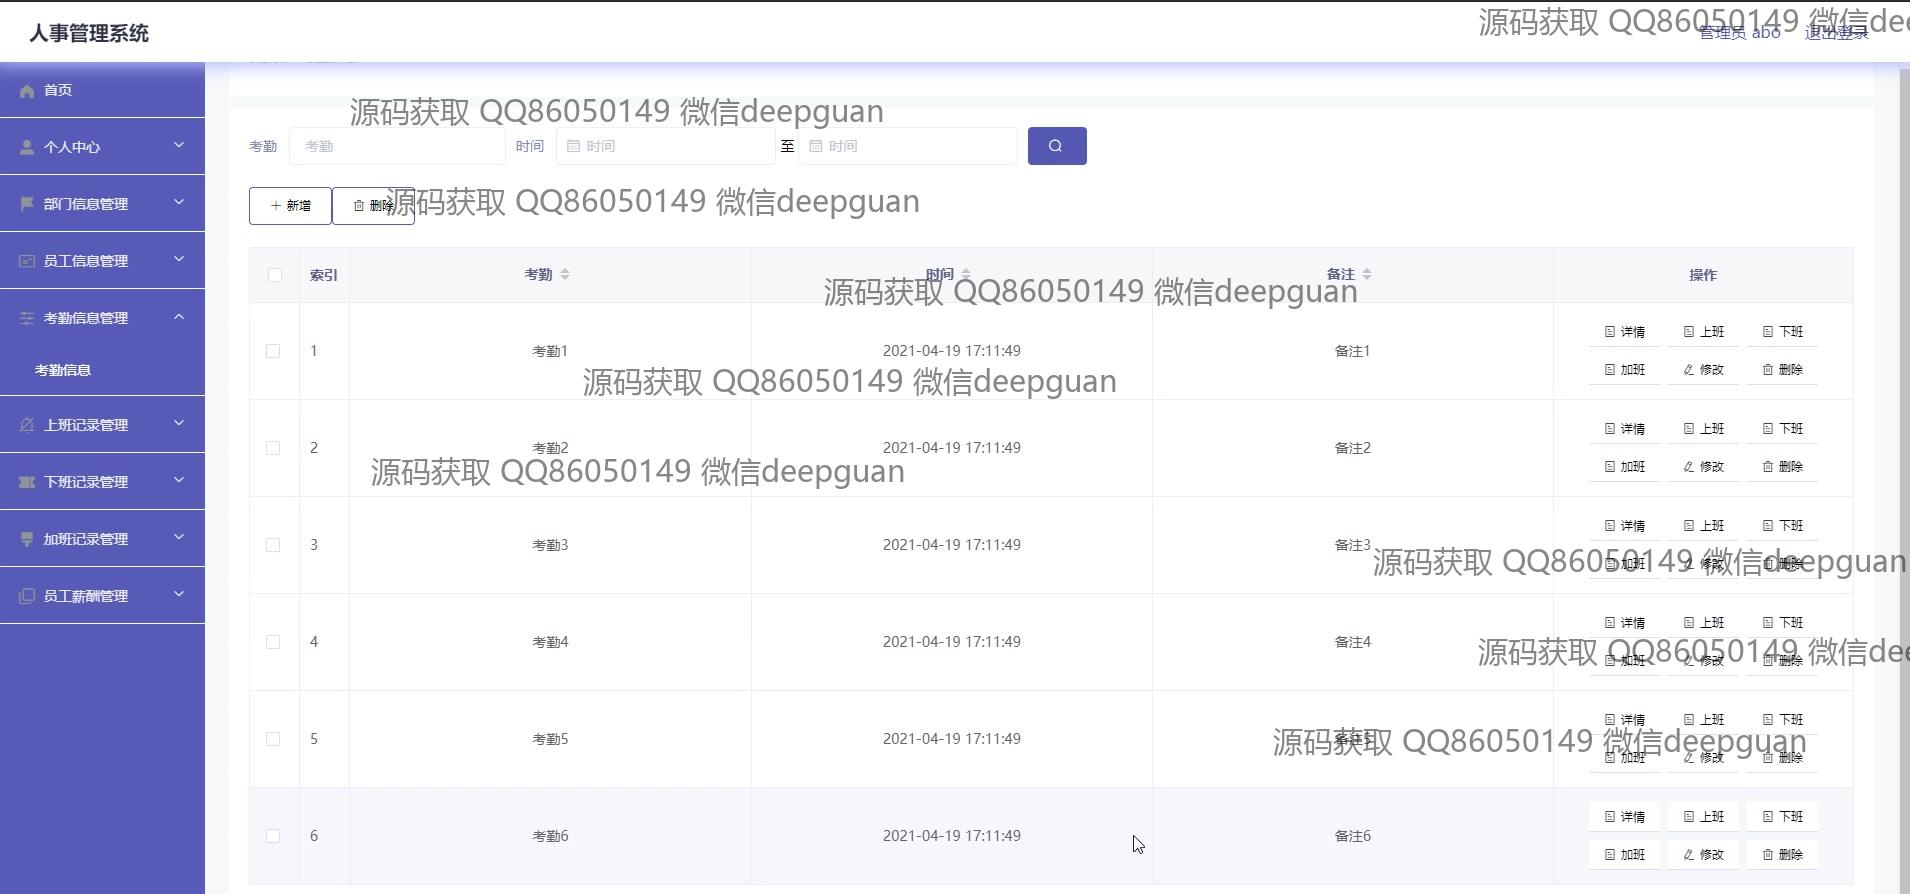 人事管理系统
源码获取 QQ86050149 微信dee
管理员 abo 退出登录
首页
个人中心
部门信息管理
员工信息管理
考勤信息管理
考勤信息
上班记录管理
下班记录管理
加班记录管理
员工薪酬管理
源码获取 QQ86050149 微信deepguan
考勤 考勤 时间 时间 至 时间
新增 删除
源码获取 QQ86050149 微信deepguan
索引 考勤 时间 备注 操作
源码获取 QQ86050149 微信deepguan
详情 上班 下班
1 考勤1 2021-04-19 17:11:49 备注1
加班 修改 删除
源码获取 QQ86050149 微信deepguan
详情 上班 下班
2 考勤2 2021-04-19 17:11:49 备注2
加班 修改 删除
源码获取 QQ86050149 微信deepguan
详情 上班 下班
3 考勤3 2021-04-19 17:11:49 备注3
加班 修改 删除
源码获取 QQ86050149 微信deepguan
详情 上班 下班
4 考勤4 2021-04-19 17:11:49 备注4
加班 修改 删除
源码获取 QQ86050149 微信dee
详情 上班 下班
5 考勤5 2021-04-19 17:11:49 备注5
加班 修改 删除
源码获取 QQ86050149 微信deepguan
详情 上班 下班
6 考勤6 2021-04-19 17:11:49 备注6
加班 修改 删除